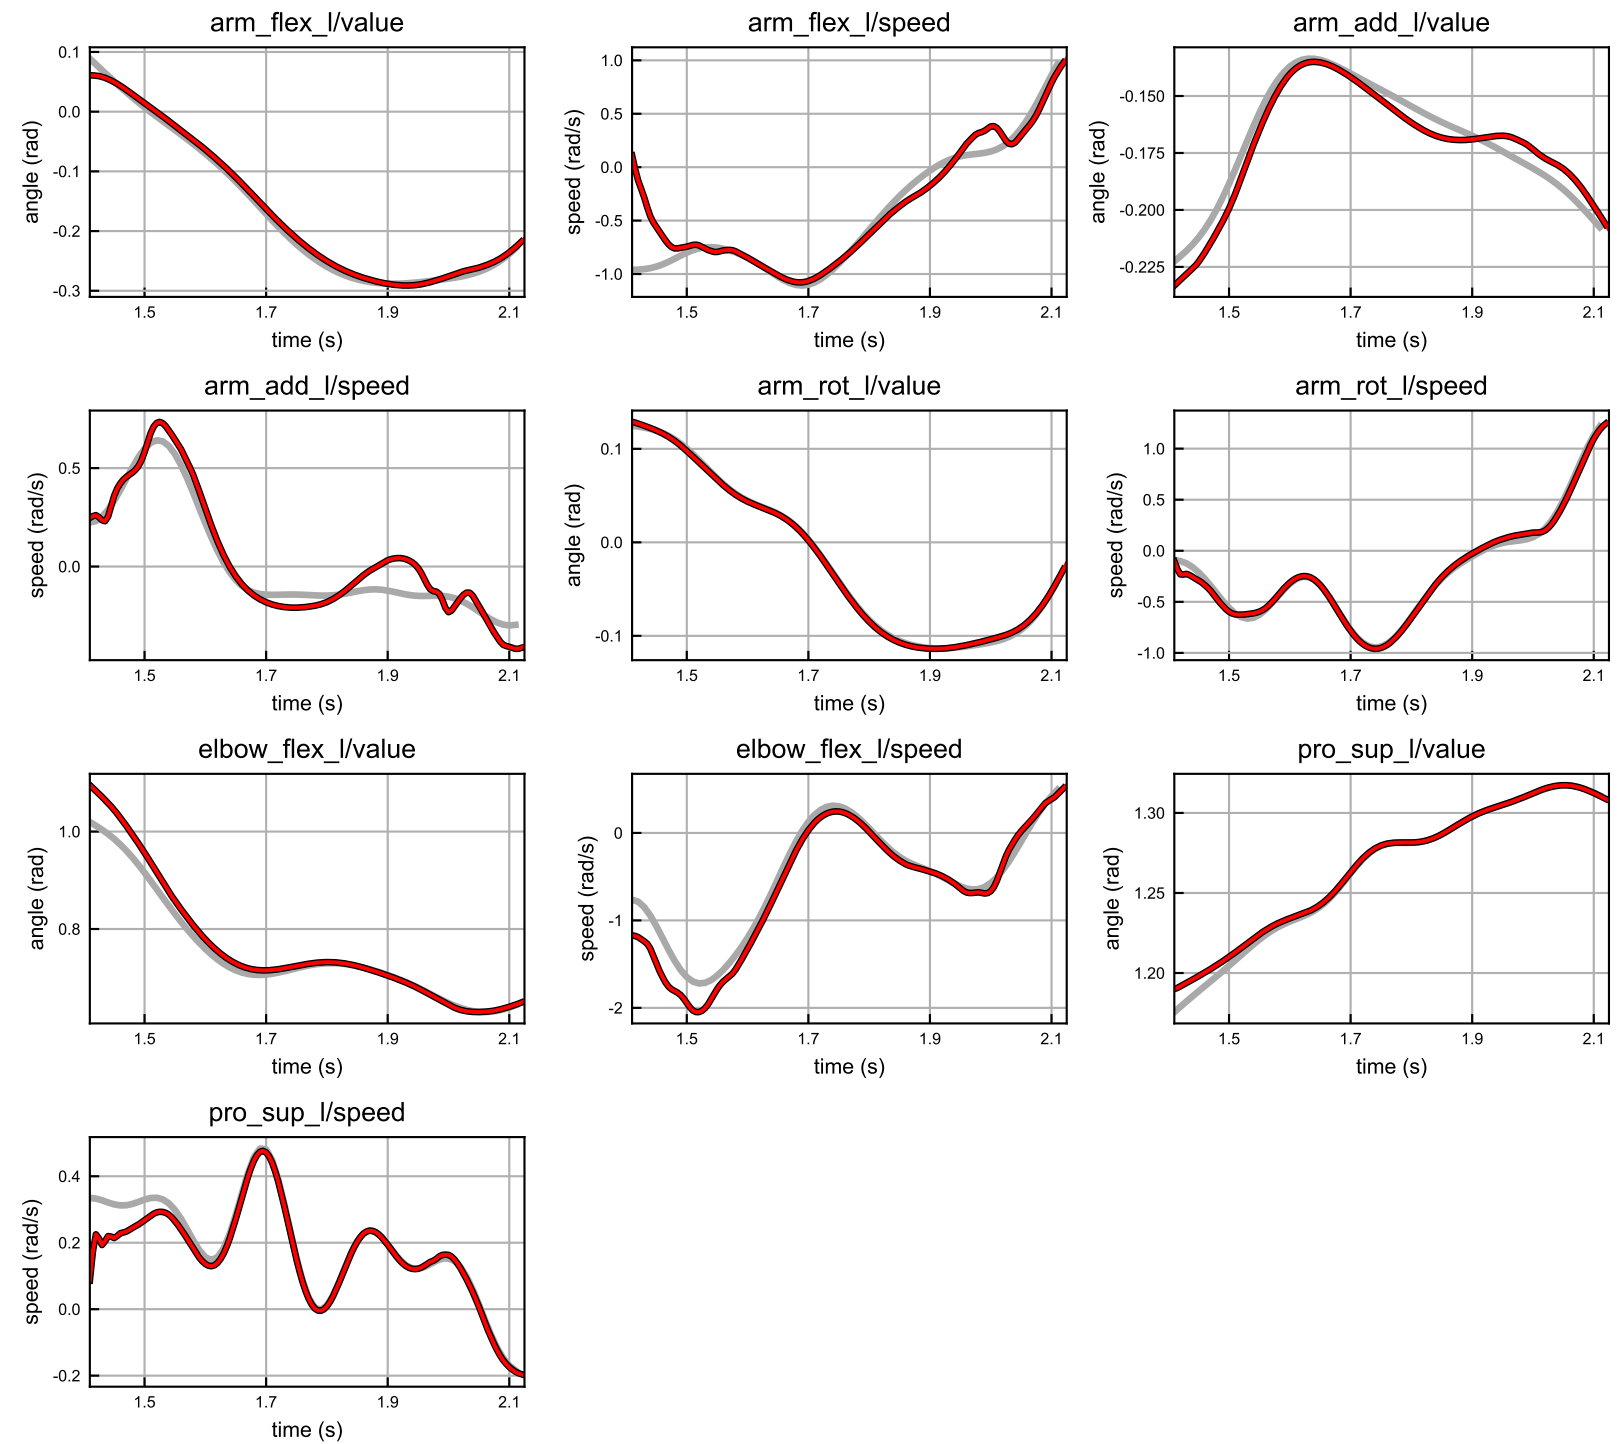 arm_flex_l/value
arm_flex_l/speed
arm_add_l/value
0.1
0.0
-0.1
-0.2
-0.3
angle (rad)
1.5 1.7 1.9 2.1
time (s)
1.0
0.5
0.0
-0.5
-1.0
speed (rad/s)
1.5 1.7 1.9 2.1
time (s)
-0.150
-0.175
-0.200
-0.225
angle (rad)
1.5 1.7 1.9 2.1
time (s)
arm_add_l/speed
arm_rot_l/value
arm_rot_l/speed
0.5
0.0
speed (rad/s)
1.5 1.7 1.9 2.1
time (s)
0.1
0.0
-0.1
angle (rad)
1.5 1.7 1.9 2.1
time (s)
1.0
0.5
0.0
-0.5
-1.0
speed (rad/s)
1.5 1.7 1.9 2.1
time (s)
elbow_flex_l/value
elbow_flex_l/speed
pro_sup_l/value
1.0
0.8
angle (rad)
1.5 1.7 1.9 2.1
time (s)
0
-1
-2
speed (rad/s)
1.5 1.7 1.9 2.1
time (s)
1.30
1.25
1.20
angle (rad)
1.5 1.7 1.9 2.1
time (s)
pro_sup_l/speed
0.4
0.2
0.0
-0.2
speed (rad/s)
1.5 1.7 1.9 2.1
time (s)